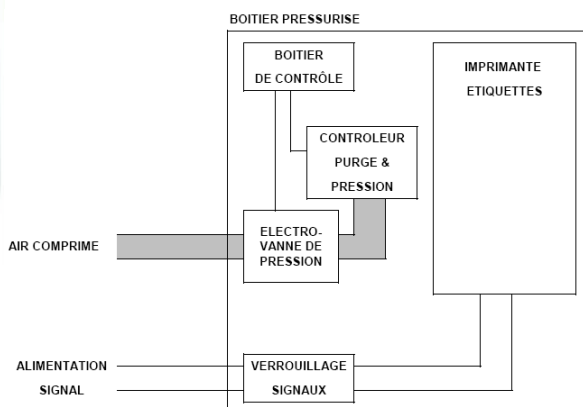 BOITIER PRESSURISE
BOITIER
DE CONTRÔLE
IMPRIMANTE
ETIQUETTES
CONTROLEUR
PURGE &
PRESSION
ELECTRO-
VANNE DE
PRESSION
AIR COMPRIME
ALIMENTATION
SIGNAL
VERROUILLAGE
SIGNAUX